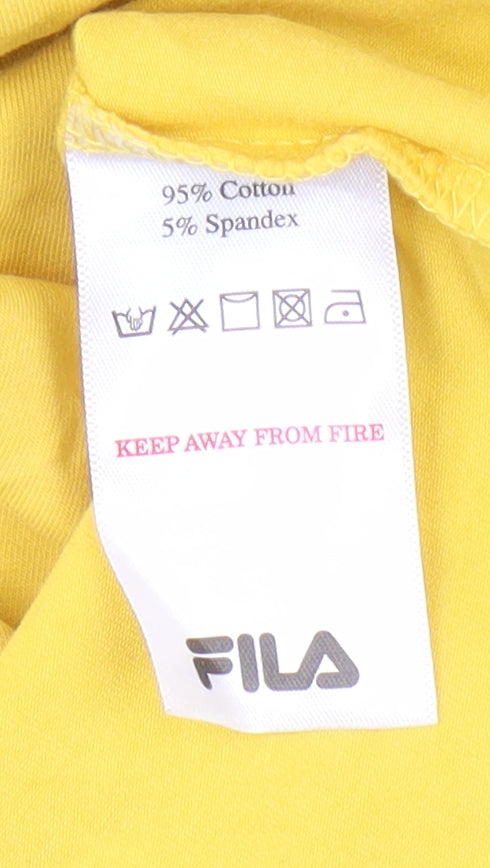 95% Cotton
5% Spandex
KEEP AWAY FROM FIRE
FILA